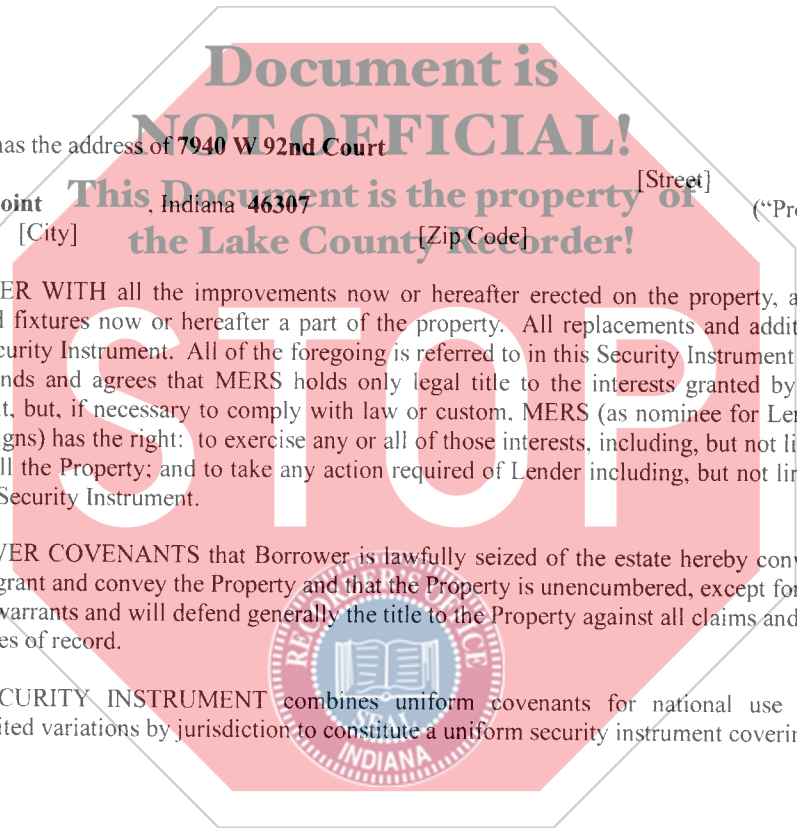 Document is
NOT OFFICIAL!
has the address of 7940 W 92nd Court
[Street]
This Document is the property of
oint , Indiana 46307 (“Pro
[City] [Zip Code]
the Lake County Recorder!
ER WITH all the improvements now or hereafter erected on the property, a
d fixtures now or hereafter a part of the property. All replacements and addit
curity Instrument. All of the foregoing is referred to in this Security Instrument
nds and agrees that MERS holds only legal title to the interests granted by
t, but, if necessary to comply with law or custom, MERS (as nominee for Len
igns) has the right: to exercise any or all of those interests, including, but not li
ll the Property; and to take any action required of Lender including, but not lim
Security Instrument.
STOP
VER COVENANTS that Borrower is lawfully seized of the estate hereby conv
grant and convey the Property and that the Property is unencumbered, except for
warrants and will defend generally the title to the Property against all claims and
es of record.
RECORDER'S OFFICE
SEAL
INDIANA
CURITY INSTRUMENT combines uniform covenants for national use
ited variations by jurisdiction to constitute a uniform security instrument coverin